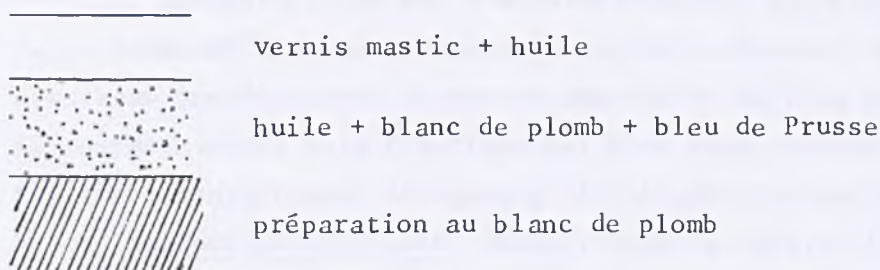 vernis mastic + huile
huile + blanc de plomb + bleu de Prusse
préparation au blanc de plomb